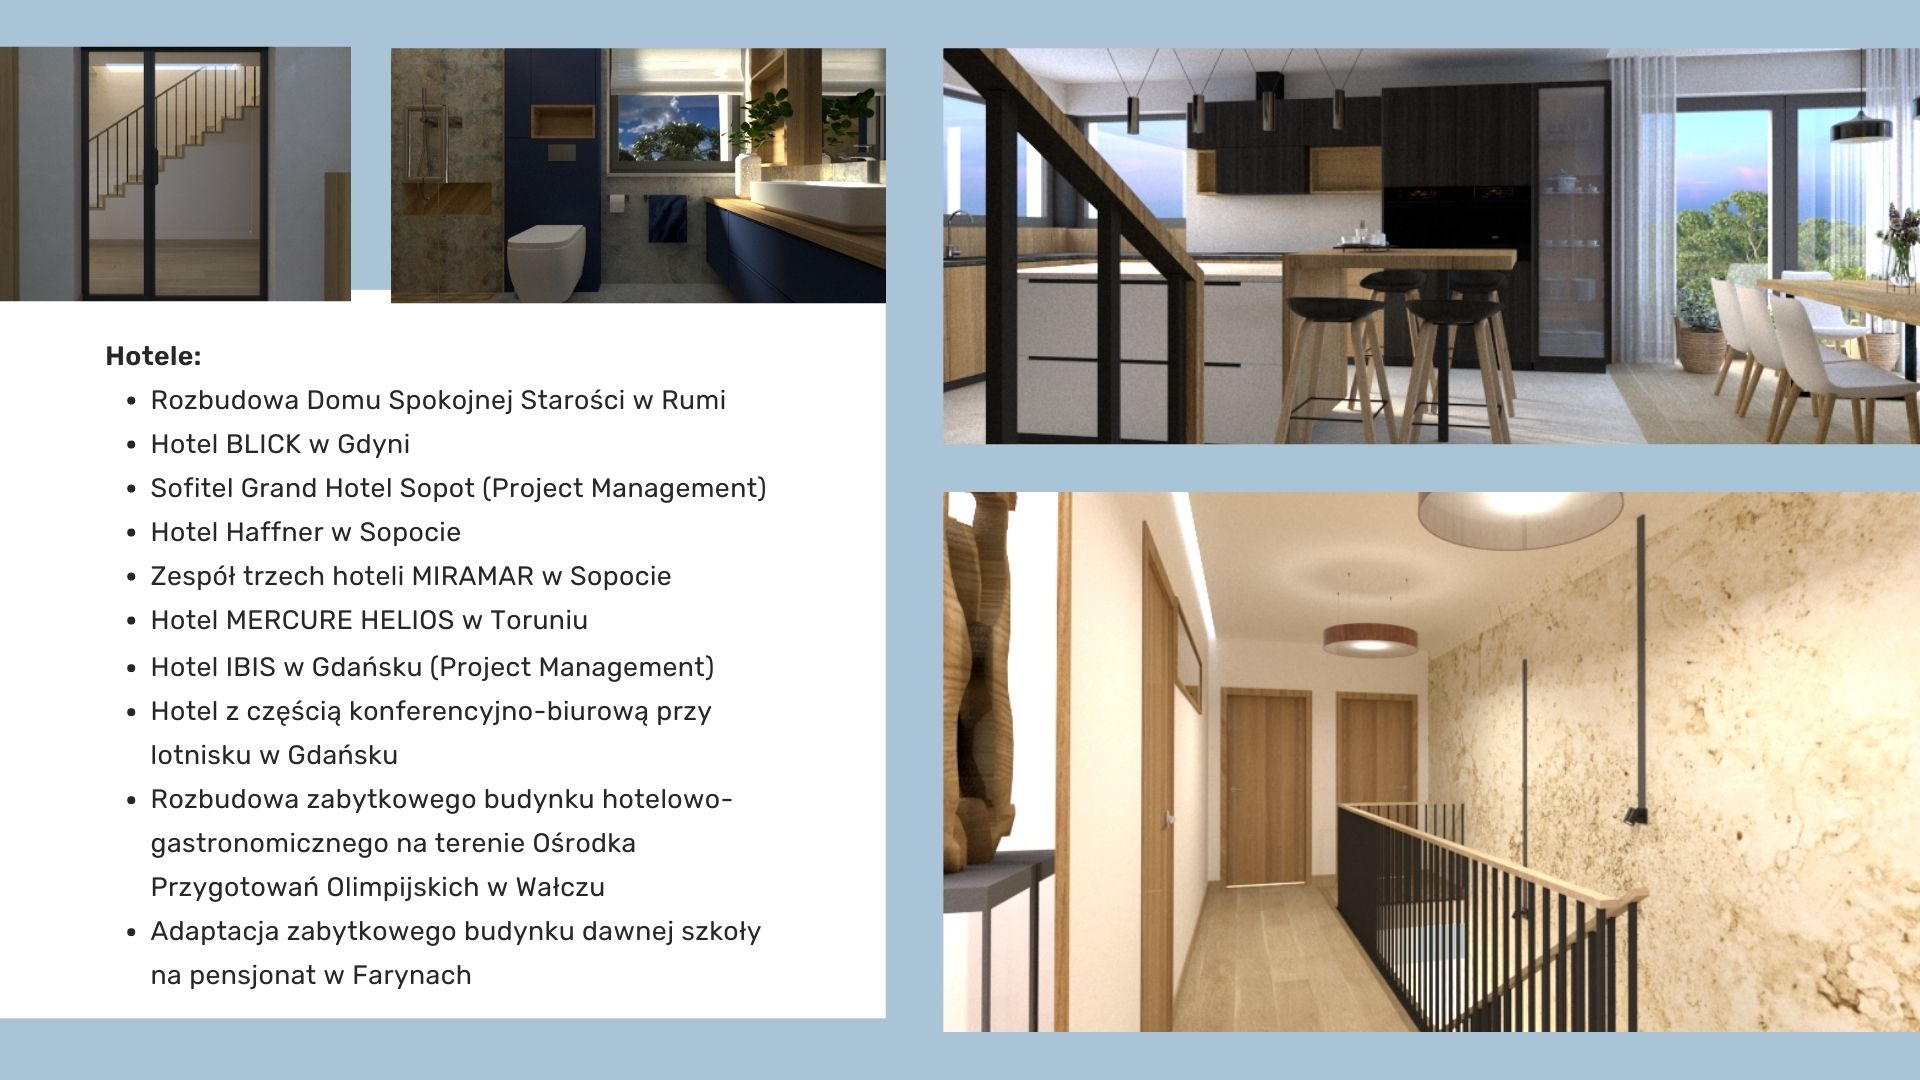 Hotele:
• Rozbudowa Domu Spokojnej Starości w Rumi
• Hotel BLICK w Gdyni
• Sofitel Grand Hotel Sopot (Project Management)
• Hotel Haffner w Sopocie
• Zespół trzech hoteli MIRAMAR w Sopocie
• Hotel MERCURE HELIOS w Toruniu
• Hotel IBIS w Gdańsku (Project Management)
• Hotel z częścią konferencyjno-biurową przy
lotnisku w Gdańsku
• Rozbudowa zabytkowego budynku hotelowo-
gastronomicznego na terenie Ośrodka
Przygotowań Olimpijskich w Wałczu
• Adaptacja zabytkowego budynku dawnej szkoły
na pensjonat w Farynach